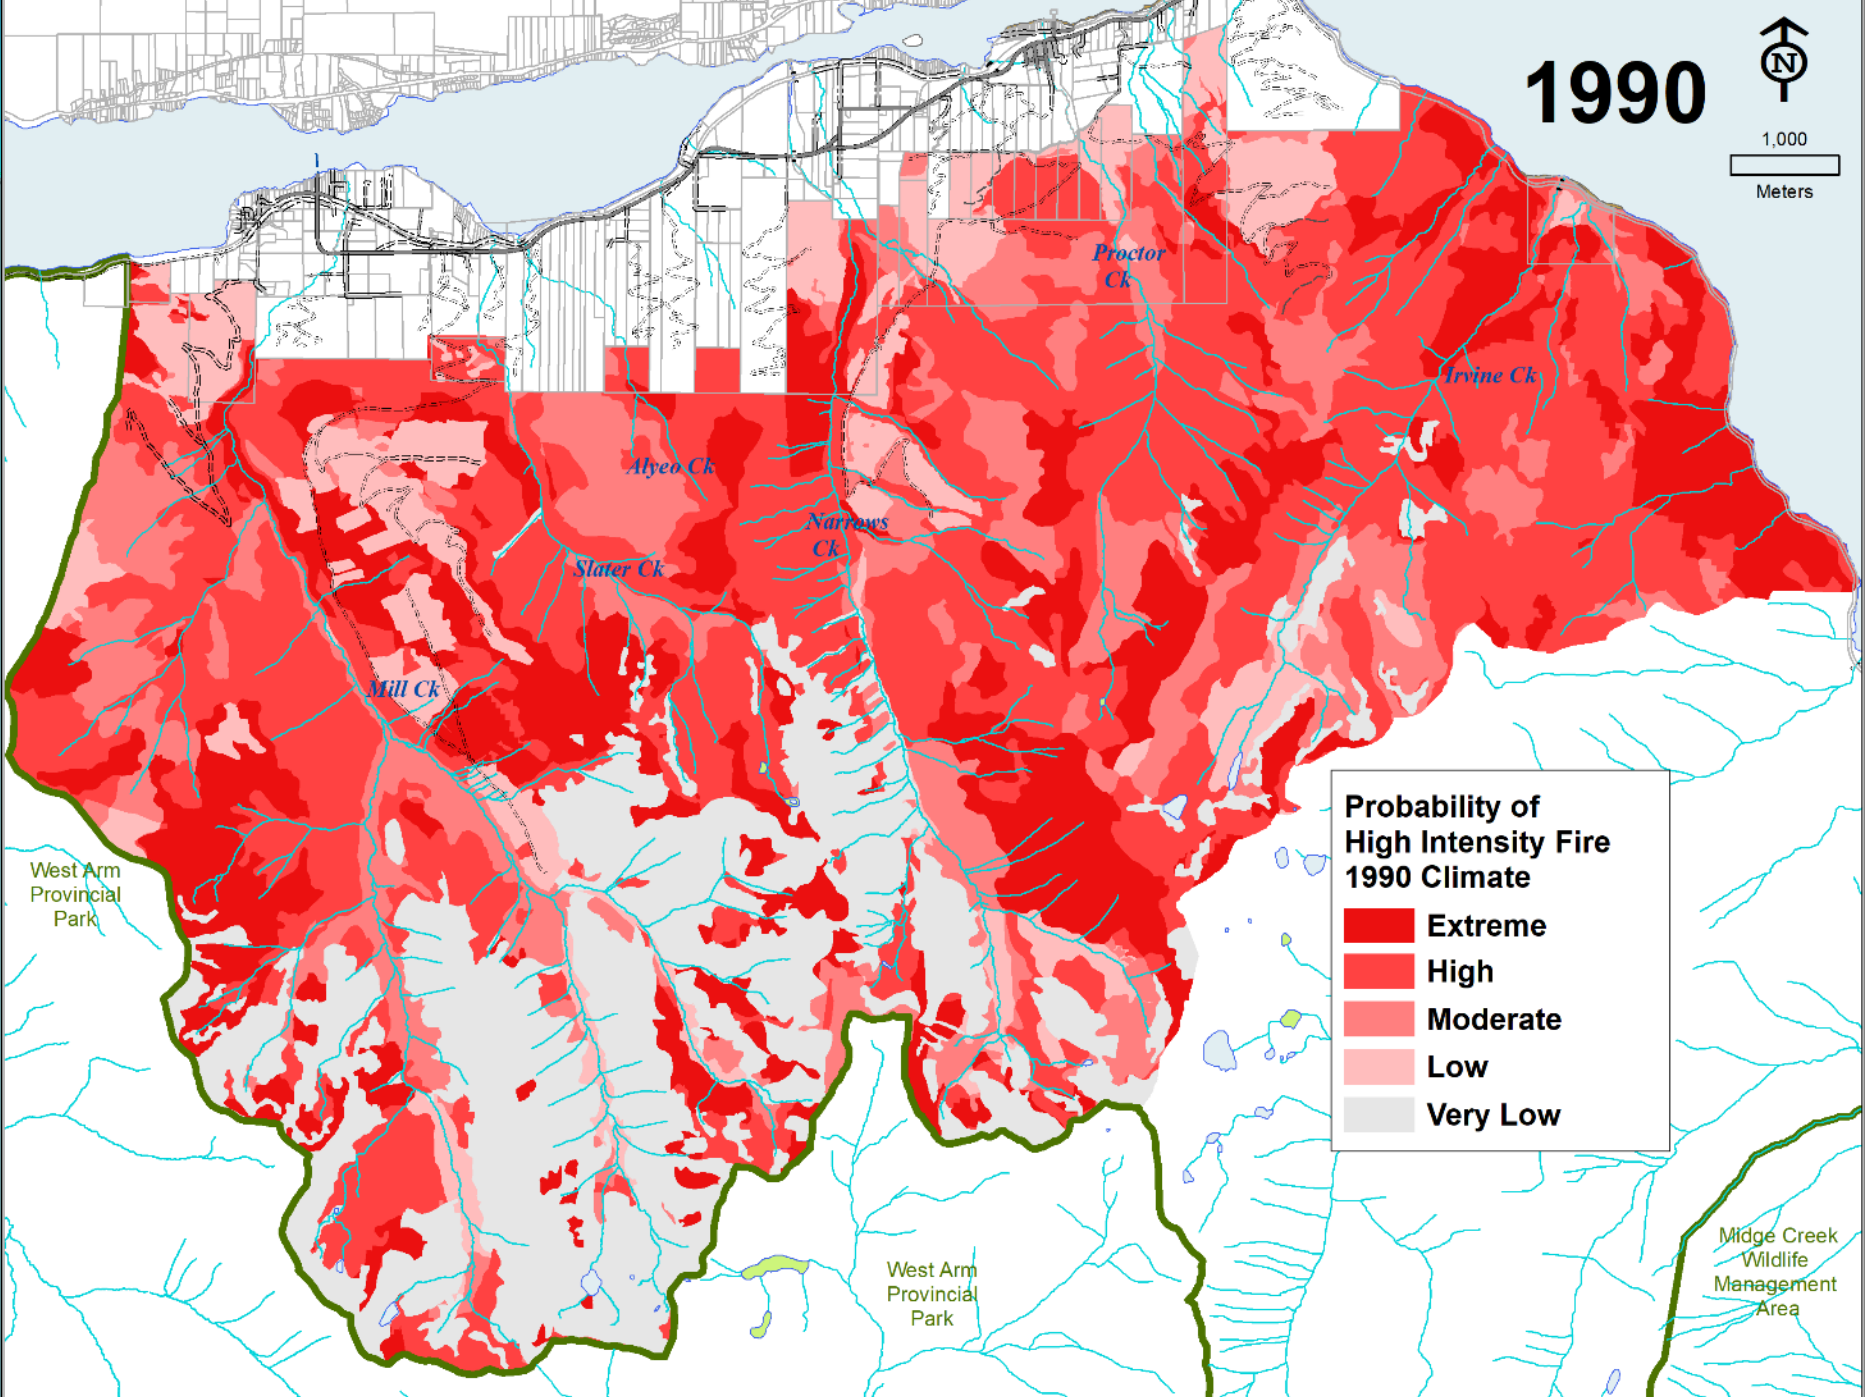 1990
N
1,000
Meters
Proctor
Ck
Irvine Ck
Alyeo Ck
Narrows
Ck
Slater Ck
Mill Ck
West Arm
Provincial
Park
Probability of
High Intensity Fire
1990 Climate
Extreme
High
Moderate
Low
Very Low
West Arm
Provincial
Park
Midge Creek
Wildlife
Management
Area